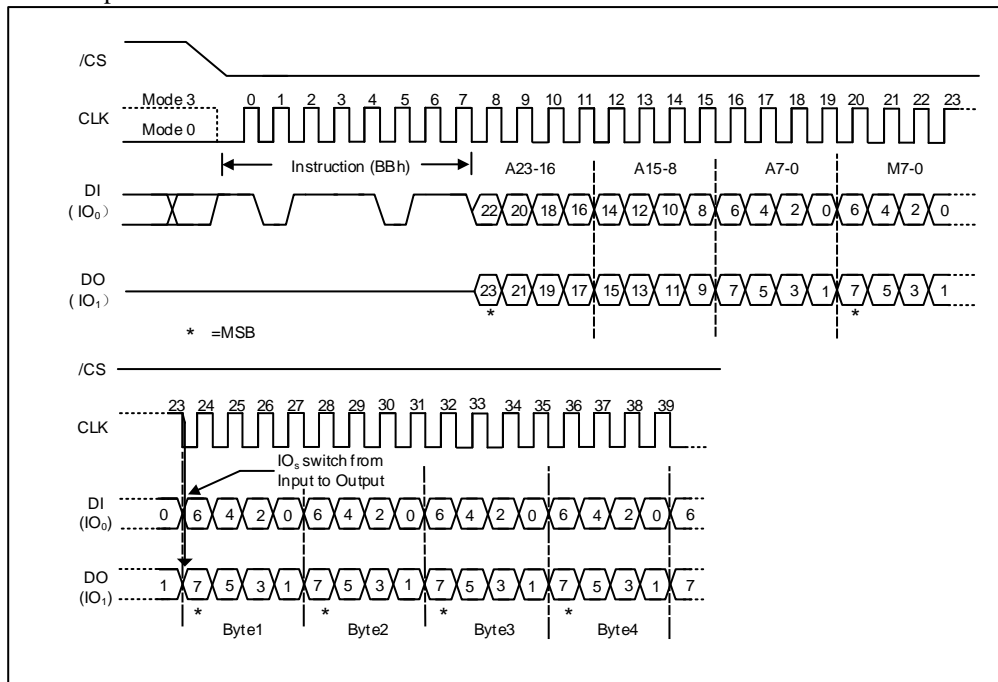 /CS
Mode 3
0 1 2 3 4 5 6 7 8 9 10 11 12 13 14 15 16 17 18 19 20 21 22 23
CLK
Mode 0
Instruction (BBh) A23-16 A15-8 A7-0 M7-0
DI
( IO₀)
22 20 18 16 14 12 10 8 6 4 2 0 6 4 2 0
DO
( IO₁)
23 21 19 17 15 13 11 9 7 5 3 1 7 5 3 1
* *
* =MSB
/CS
23 24 25 26 27 28 29 30 31 32 33 34 35 36 37 38 39
CLK
IOₛ switch from
Input to Output
DI
(IO₀)
0 6 4 2 0 6 4 2 0 6 4 2 0 6 4 2 0 6
DO
(IO₁)
1 7 5 3 1 7 5 3 1 7 5 3 1 7 5 3 1 7
* * * *
Byte1 Byte2 Byte3 Byte4